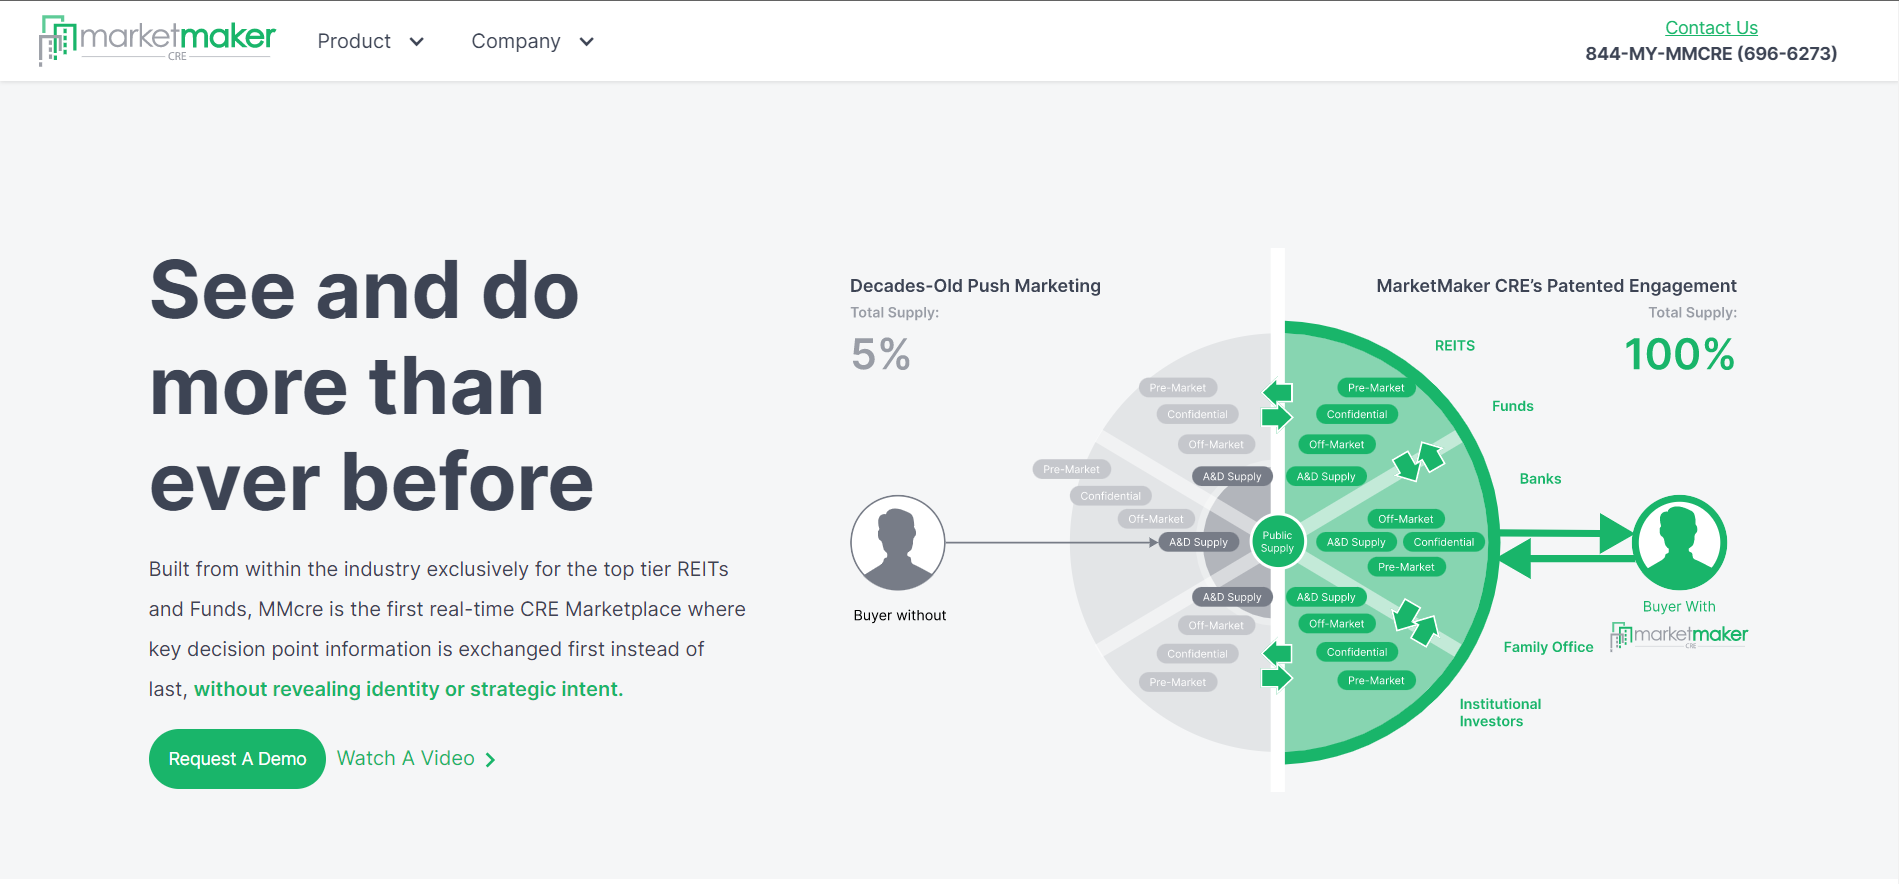 marketmaker
CRE
Product
Company
Contact Us
844-MY-MMCRE (696-6273)
See and do
more than
ever before
Built from within the industry exclusively for the top tier REITs
and Funds, MMcre is the first real-time CRE Marketplace where
key decision point information is exchanged first instead of
last, without revealing identity or strategic intent.
Request A Demo
Watch A Video
Decades-Old Push Marketing
Total Supply:
5%
Pre-Market
Confidential
Off-Market
A&D Supply
Pre-Market
Confidential
Off-Market
A&D Supply
A&D Supply
Off-Market
Confidential
Pre-Market
Buyer without
Public
Supply
MarketMaker CRE’s Patented Engagement
Total Supply:
100%
Pre-Market
Confidential
Off-Market
A&D Supply
Off-Market
A&D Supply
Confidential
Pre-Market
A&D Supply
Off-Market
Confidential
Pre-Market
REITS
Funds
Banks
Family Office
Institutional
Investors
Buyer With
marketmaker
CRE